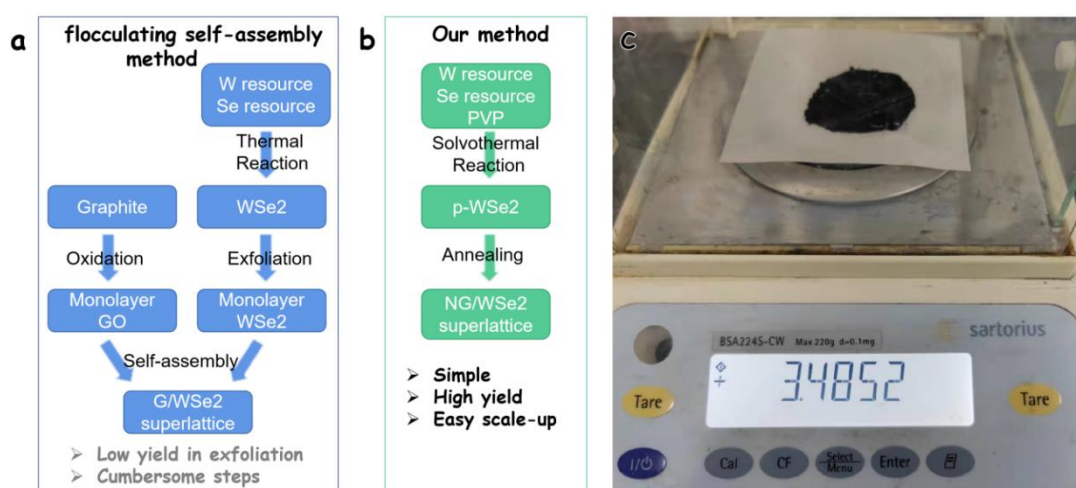 a
flocculating self-assembly
method
W resource
Se resource
Thermal
Reaction
Graphite
WSe2
Oxidation
Exfoliation
Monolayer
GO
Monolayer
WSe2
Self-assembly
G/WSe2
superlattice
➢ Low yield in exfoliation
➢ Cumbersome steps
b
Our method
W resource
Se resource
PVP
Solvothermal
Reaction
p-WSe2
Annealing
NG/WSe2
superlattice
➢ Simple
➢ High yield
➢ Easy scale-up
c
sartorius
BSA224S-CW Max 220g d=0.1mg
3.4852
Tare
Tare
I/⏻
Cal
CF
Select
Menu
Enter